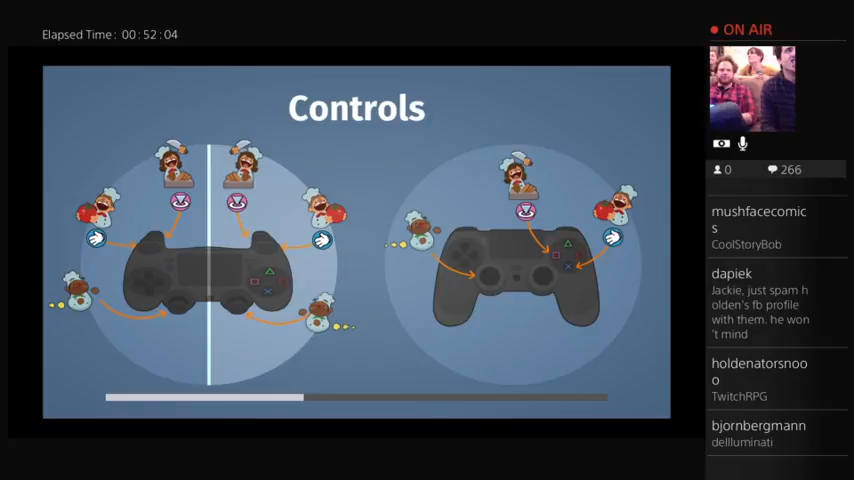 Elapsed Time: 00:52:04
ON AIR
Controls
0
266
mushfacecomic
s
CoolStoryBob
dapiek
Jackie, just spam h
olden's fb profile
with them. he won
't mind
holdenatorsnoo
o
TwitchRPG
bjornbergmann
dellluminati